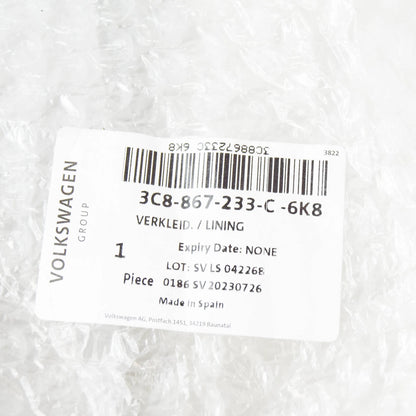 3822
3C8867233C 6K8
3C8-867-233-C -6K8
VERKLEID. / LINING
VOLKSWAGEN
GROUP
1
Piece
Expiry Date: NONE
LOT: SV LS 042268
0186 SV 20230726
Made in Spain
Volkswagen AG, Postfach 1451, 34219 Baunatal